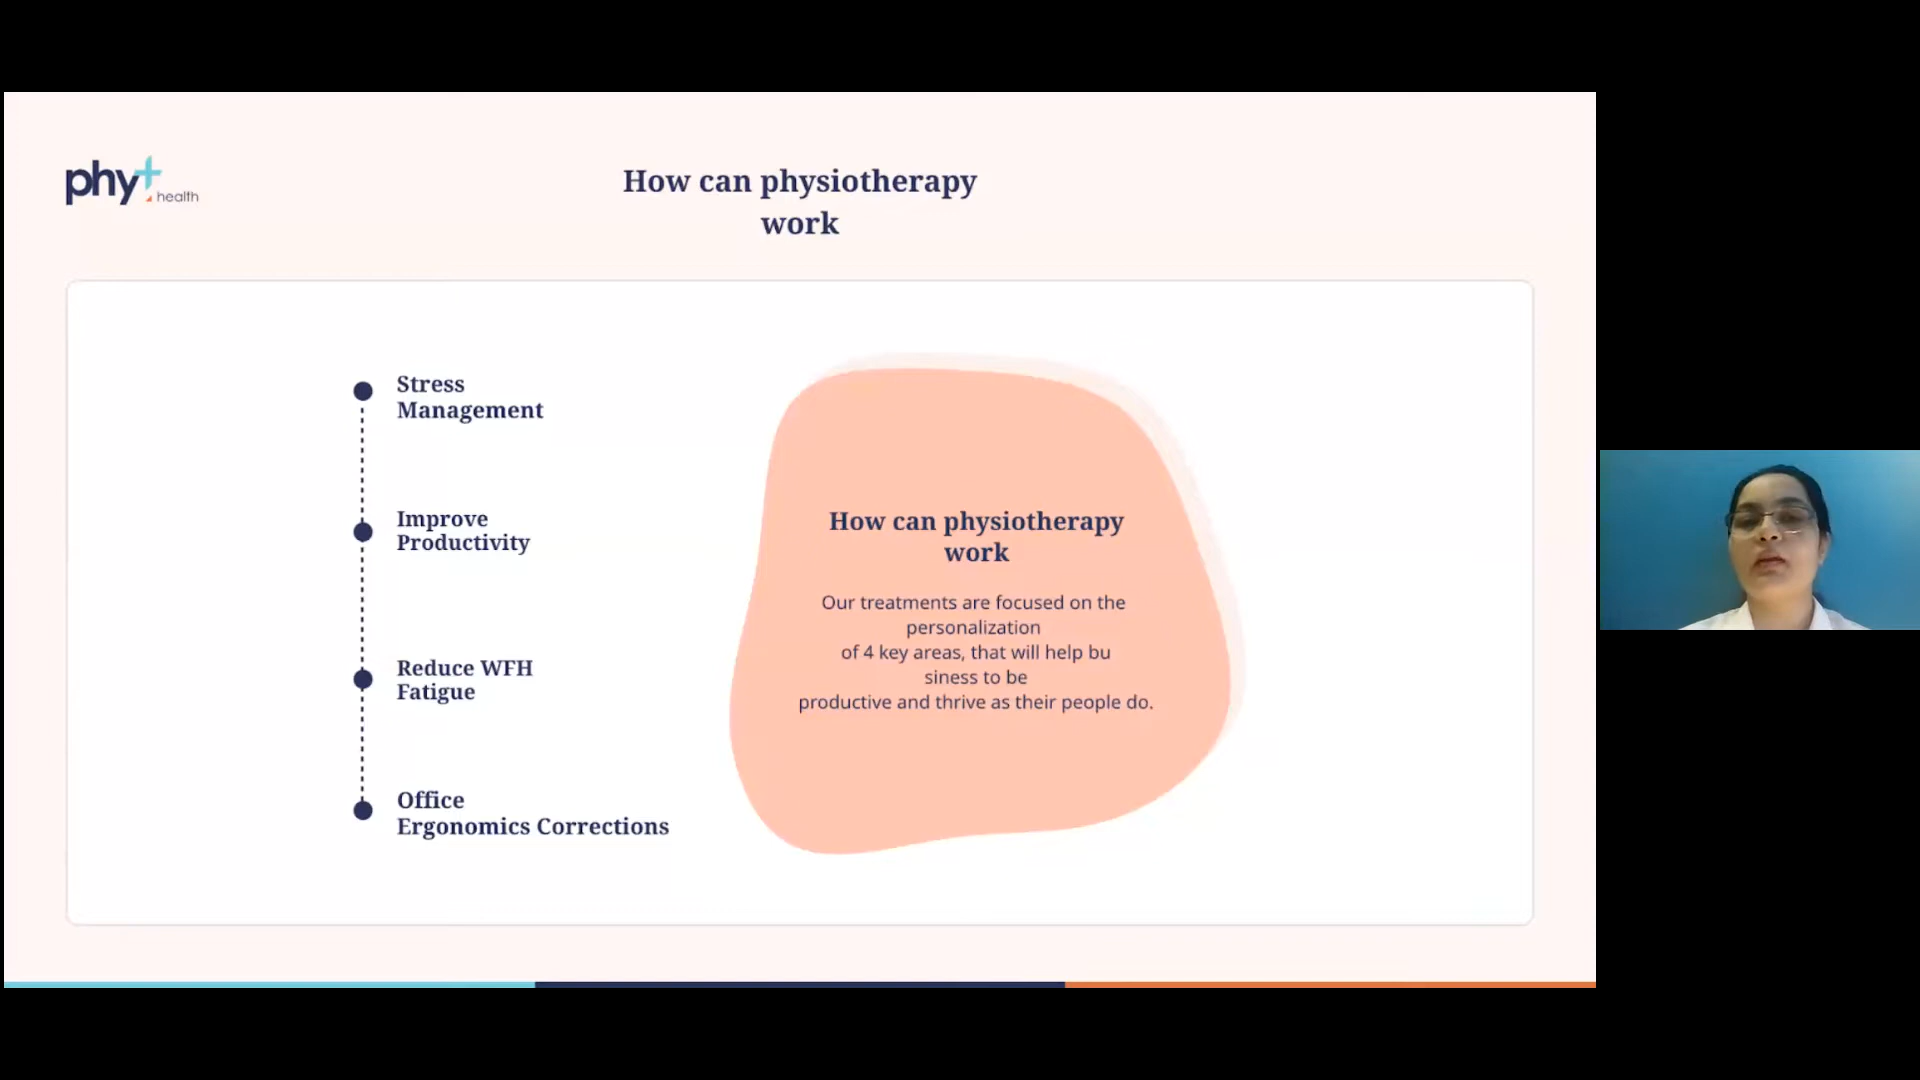 phy+
health
How can physiotherapy
work
Stress
Management
Improve
Productivity
Reduce WFH
Fatigue
Office
Ergonomics Corrections
How can physiotherapy
work
Our treatments are focused on the
personalization
of 4 key areas, that will help bu
siness to be
productive and thrive as their people do.